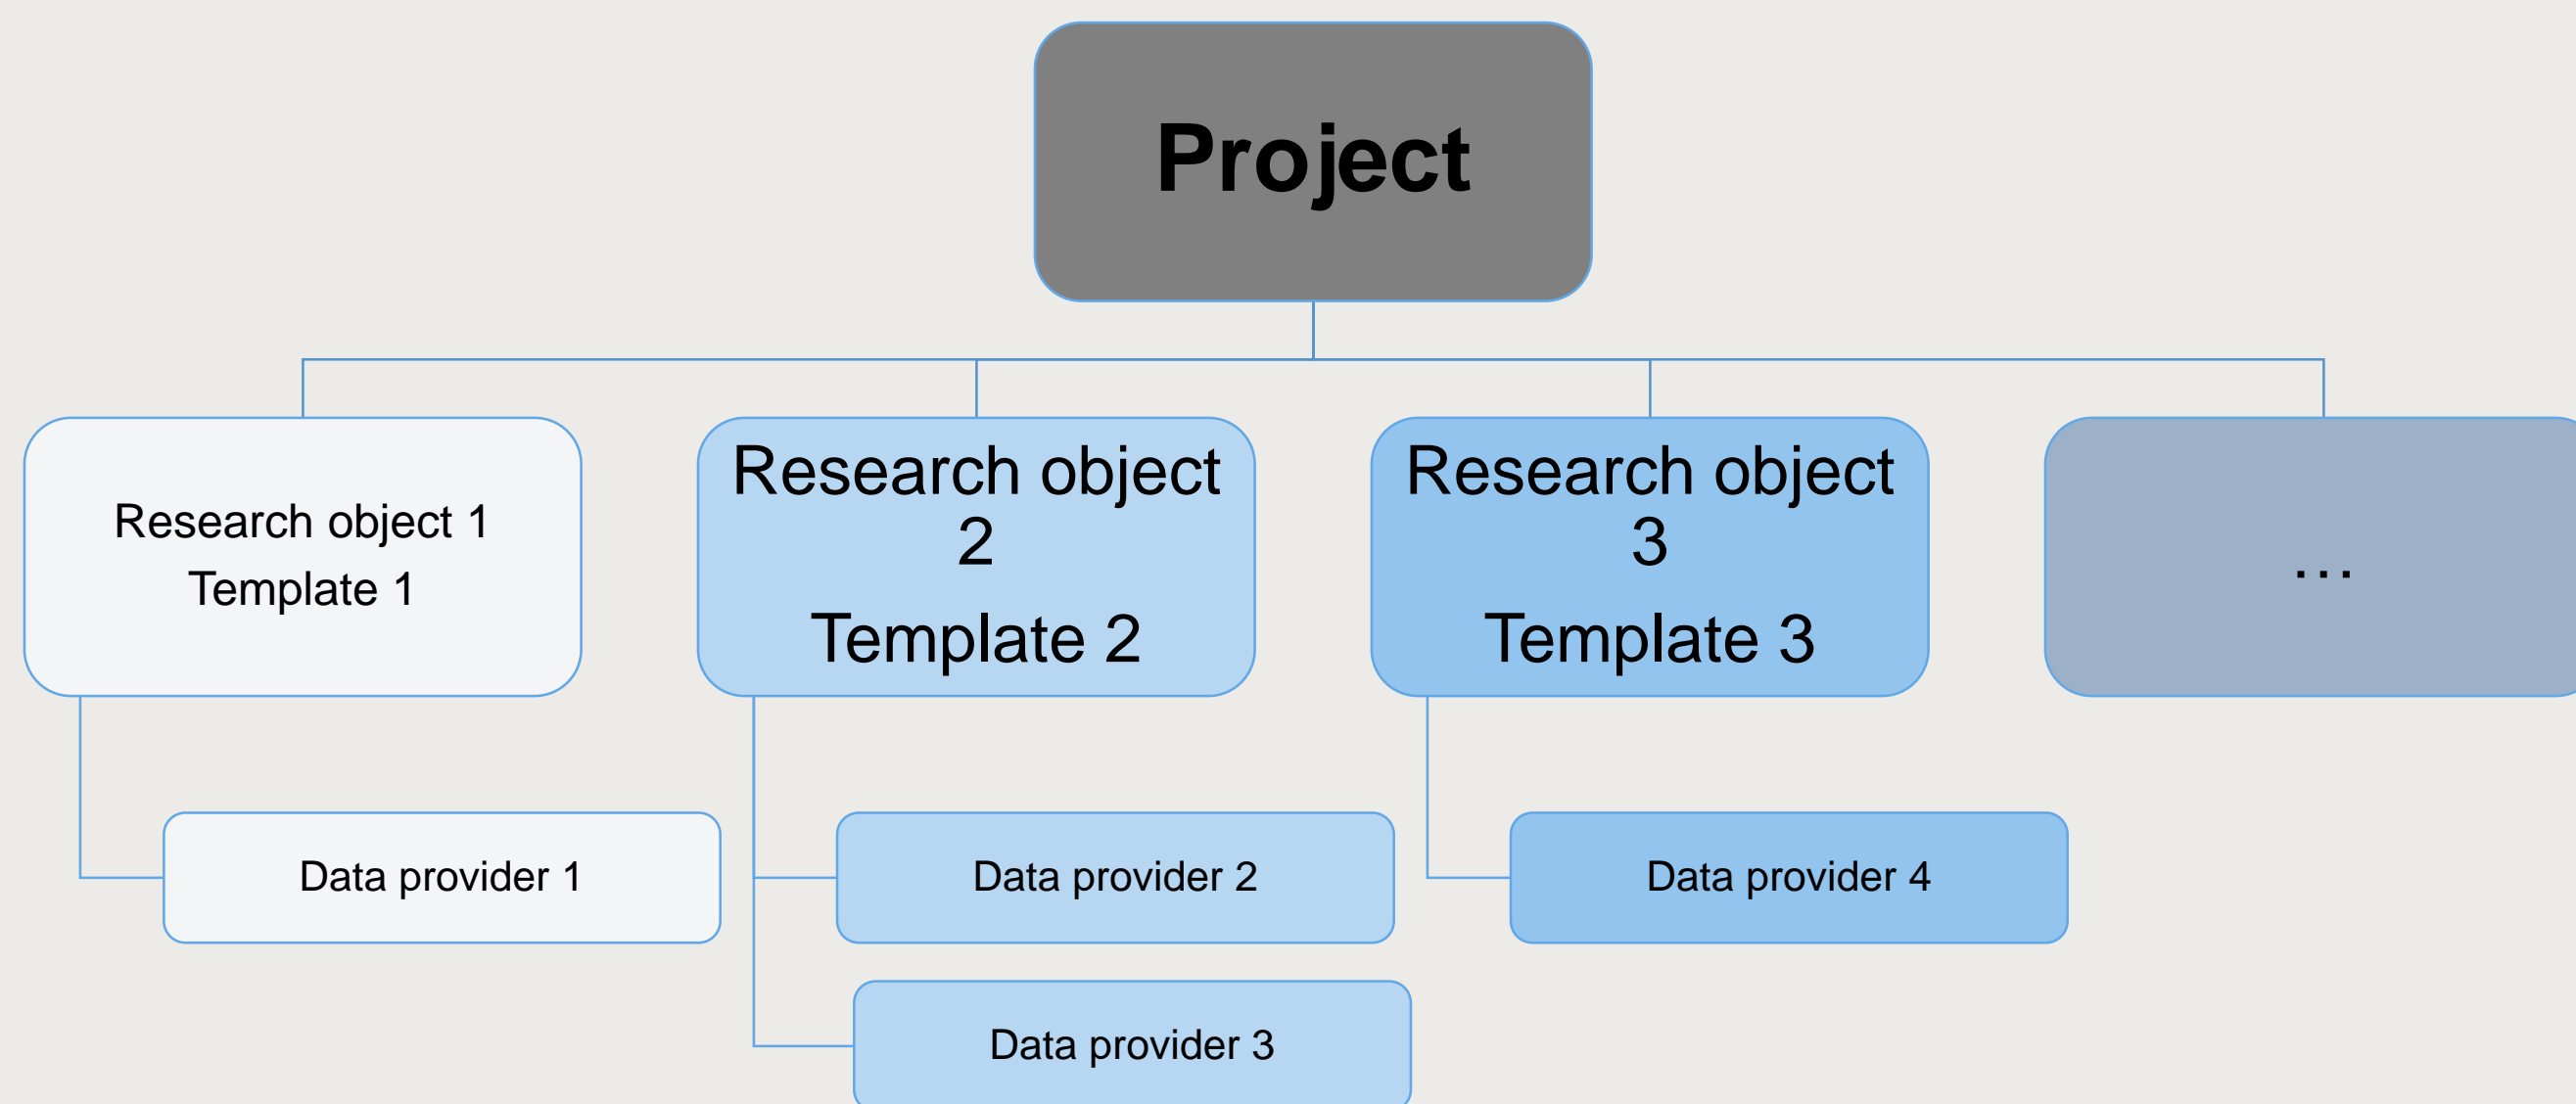 Project
Research object 1
Template 1
Research object
2
Template 2
Research object
3
Template 3
…
Data provider 1
Data provider 2
Data provider 4
Data provider 3